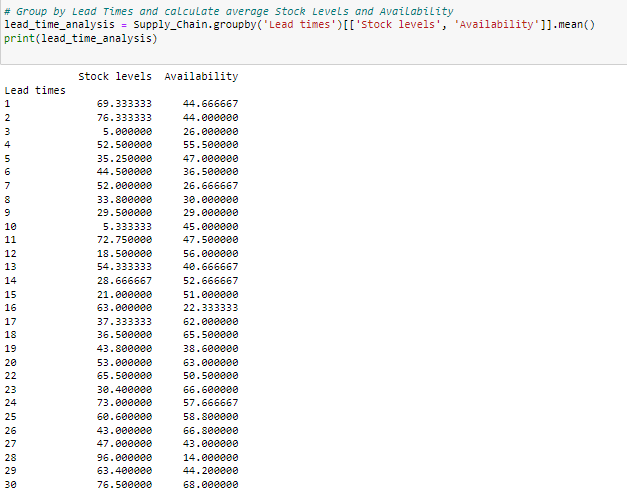 # Group by Lead Times and calculate average Stock Levels and Availability
lead_time_analysis = Supply_Chain.groupby('Lead times')[['Stock levels', 'Availability']].mean()
print(lead_time_analysis)
Stock levels Availability
Lead times
1 69.333333 44.666667
2 76.333333 44.000000
3 5.000000 26.000000
4 52.500000 55.500000
5 35.250000 47.000000
6 44.500000 36.500000
7 52.000000 26.666667
8 33.800000 30.000000
9 29.500000 29.000000
10 5.333333 45.000000
11 72.750000 47.500000
12 18.500000 56.000000
13 54.333333 40.666667
14 28.666667 52.666667
15 21.000000 51.000000
16 63.000000 22.333333
17 37.333333 62.000000
18 36.500000 65.500000
19 43.800000 38.600000
20 53.000000 63.000000
22 65.500000 50.500000
23 30.400000 66.600000
24 73.000000 57.666667
25 60.600000 58.800000
26 43.000000 66.800000
27 47.000000 43.000000
28 96.000000 14.000000
29 63.400000 44.200000
30 76.500000 68.000000